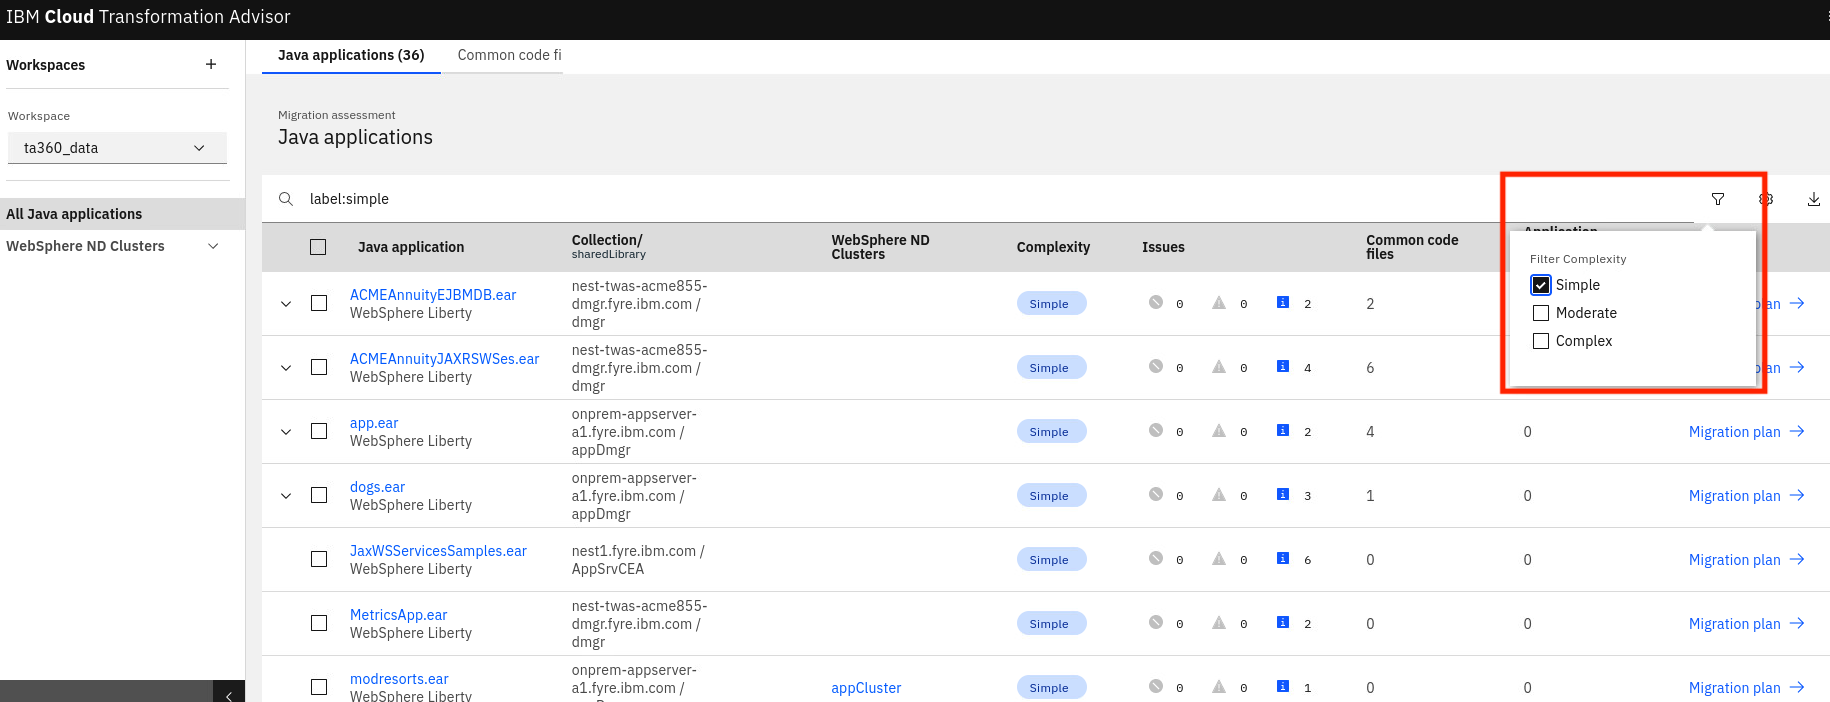 IBM Cloud Transformation Advisor
Workspaces
Workspace
ta360_data
All Java applications
WebSphere ND Clusters
Java applications (36)
Common code fi
Migration assessment
Java applications
label:simple
Java application
Collection/
sharedLibrary
WebSphere ND
Clusters
Complexity
Issues
Common code
files
Application
Filter Complexity
Simple
Moderate
Complex
ACMEAnnuityEJBMDB.ear
WebSphere Liberty
nest-twas-acme855-
dmgr.fyre.ibm.com /
dmgr
Simple
0 0 2
2
plan
ACMEAnnuityJAXRSWSes.ear
WebSphere Liberty
nest-twas-acme855-
dmgr.fyre.ibm.com /
dmgr
Simple
0 0 4
6
plan
app.ear
WebSphere Liberty
onprem-appserver-
a1.fyre.ibm.com /
appDmgr
Simple
0 0 2
4
0
Migration plan
dogs.ear
WebSphere Liberty
onprem-appserver-
a1.fyre.ibm.com /
appDmgr
Simple
0 0 3
1
0
Migration plan
JaxWSServicesSamples.ear
WebSphere Liberty
nest1.fyre.ibm.com /
AppSrvCEA
Simple
0 0 6
0
0
Migration plan
MetricsApp.ear
WebSphere Liberty
nest-twas-acme855-
dmgr.fyre.ibm.com /
dmgr
Simple
0 0 2
0
0
Migration plan
modresorts.ear
WebSphere Liberty
onprem-appserver-
a1.fyre.ibm.com /
appCluster
Simple
0 0 1
0
0
Migration plan